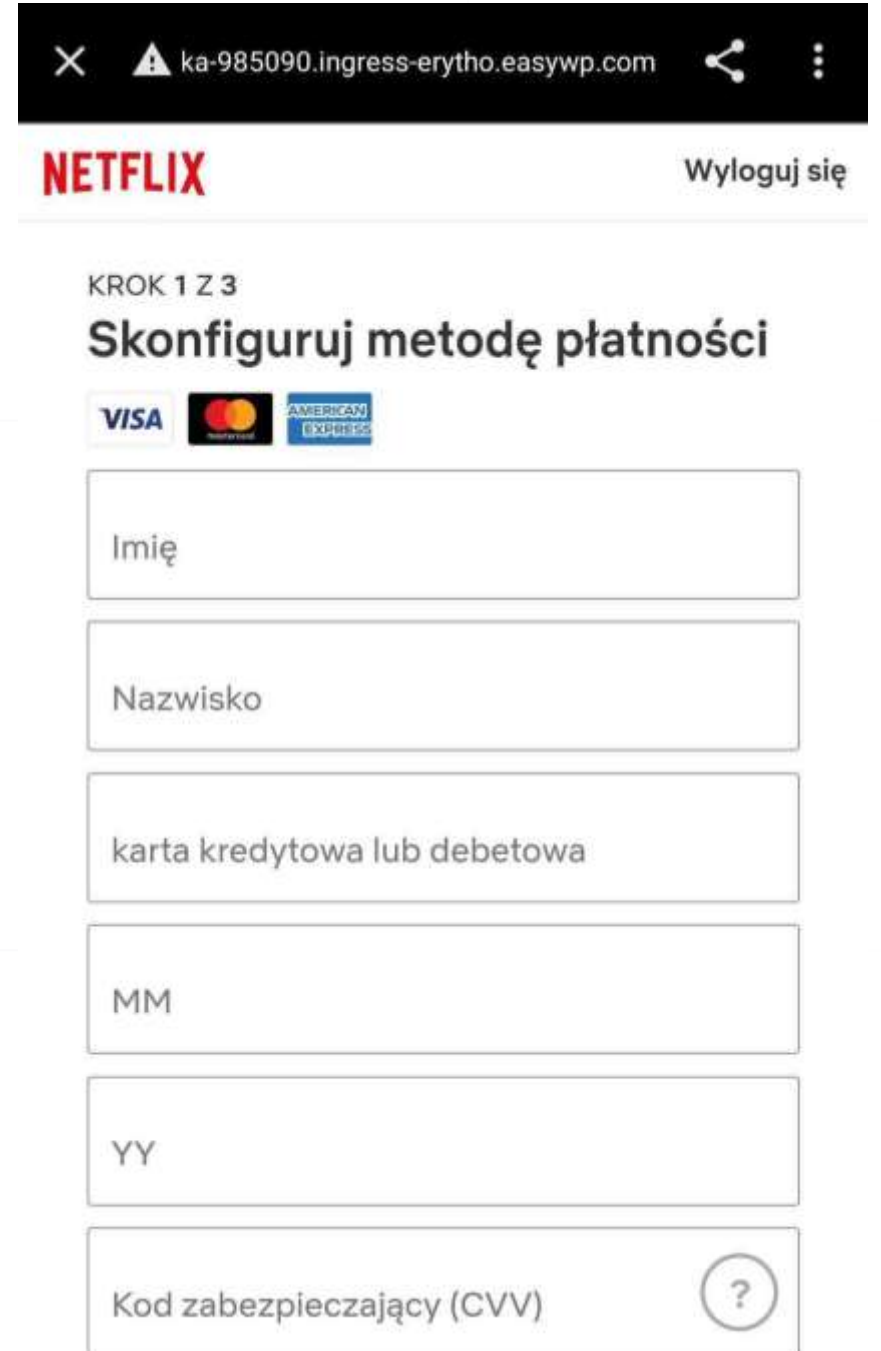 ka-985090.ingress-erytho.easywp.com
NETFLIX
Wyloguj się
KROK 1 Z 3
Skonfiguruj metodę płatności
VISA
mastercard
AMERICAN
EXPRESS
Imię
Nazwisko
karta kredytowa lub debetowa
MM
YY
Kod zabezpieczający (CVV)
?